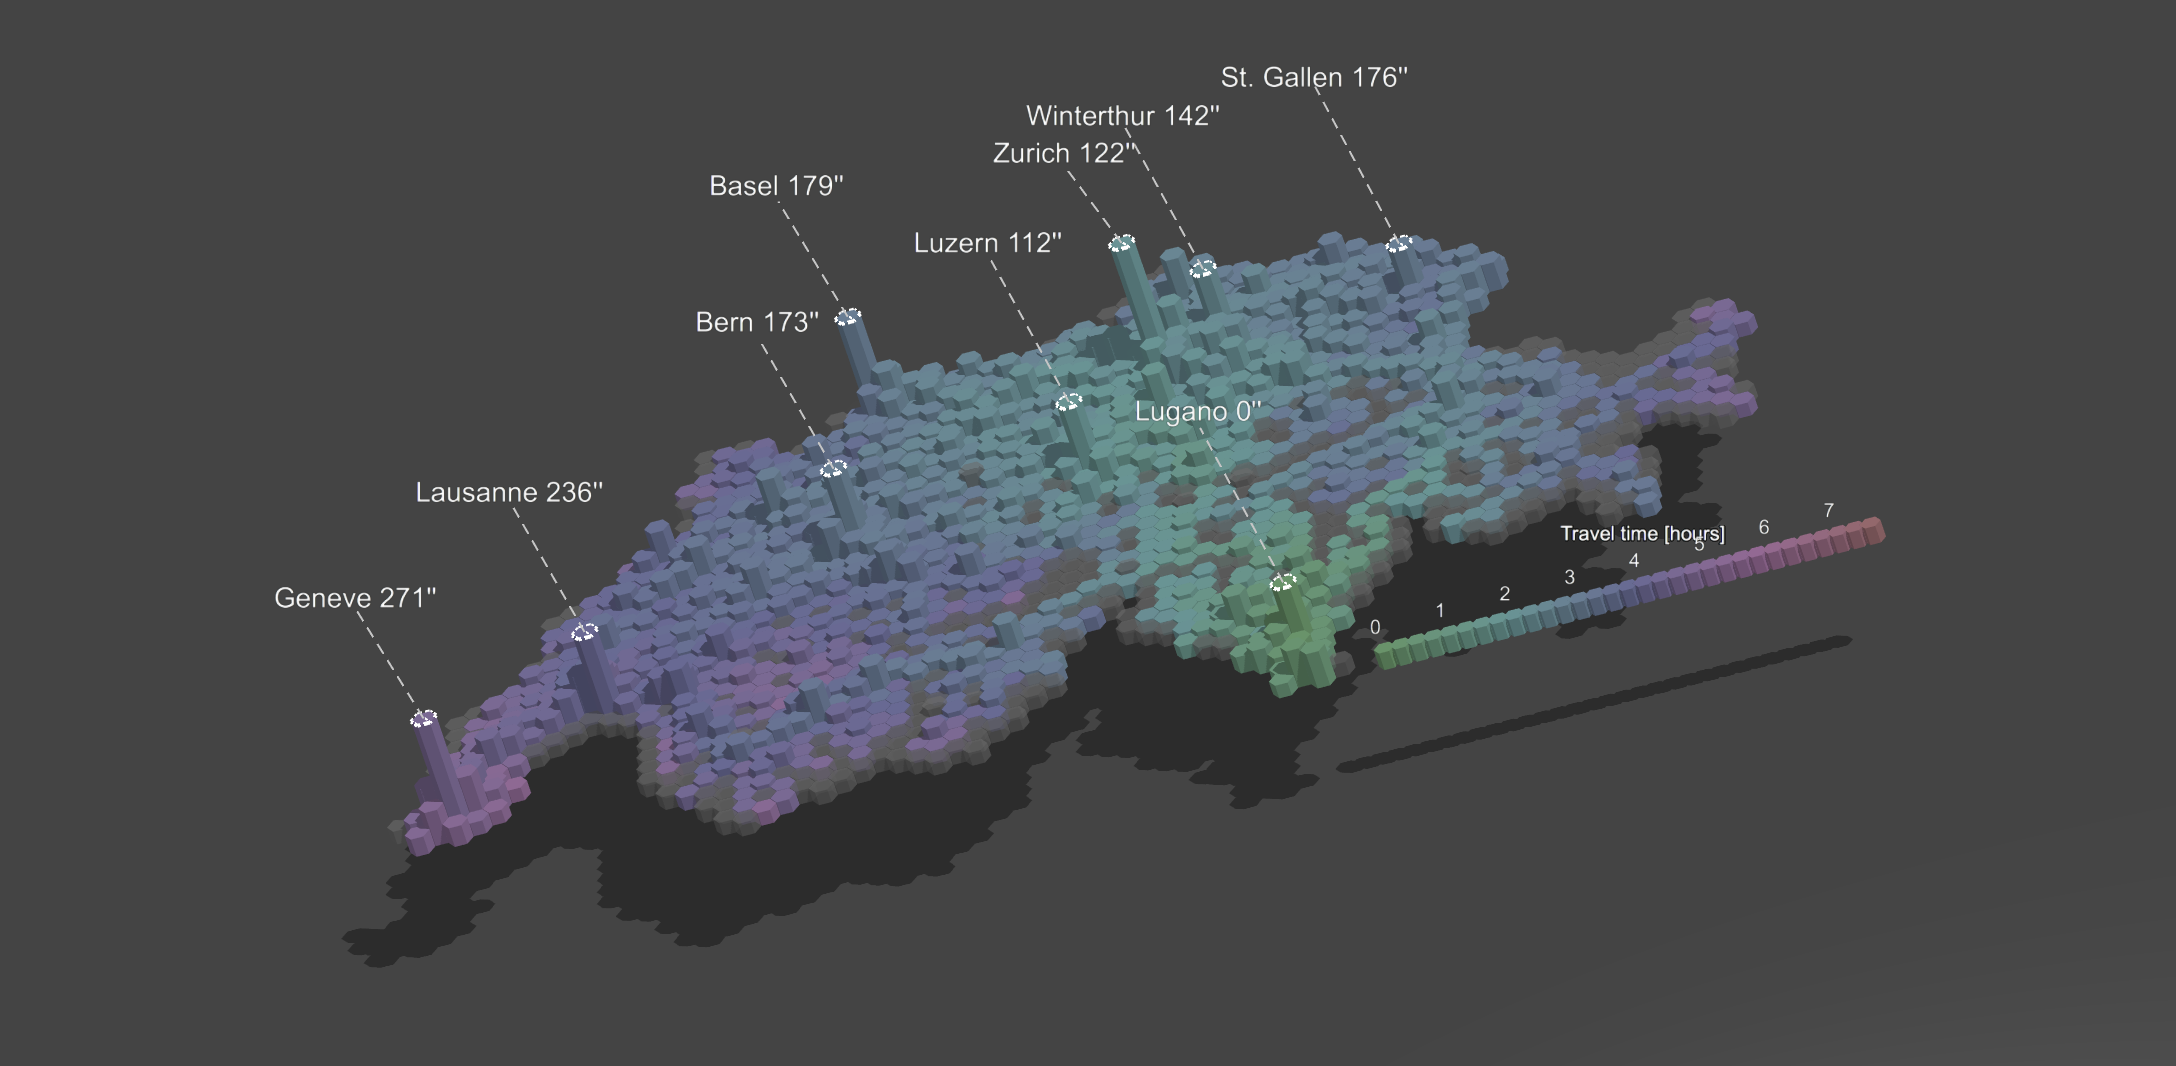 St. Gallen 176"
Winterthur 142"
Zurich 122"
Basel 179"
Luzern 112"
Bern 173"
Lugano 0"
Lausanne 236"
Geneve 271"
Travel time [hours]
0 1 2 3 4 5 6 7